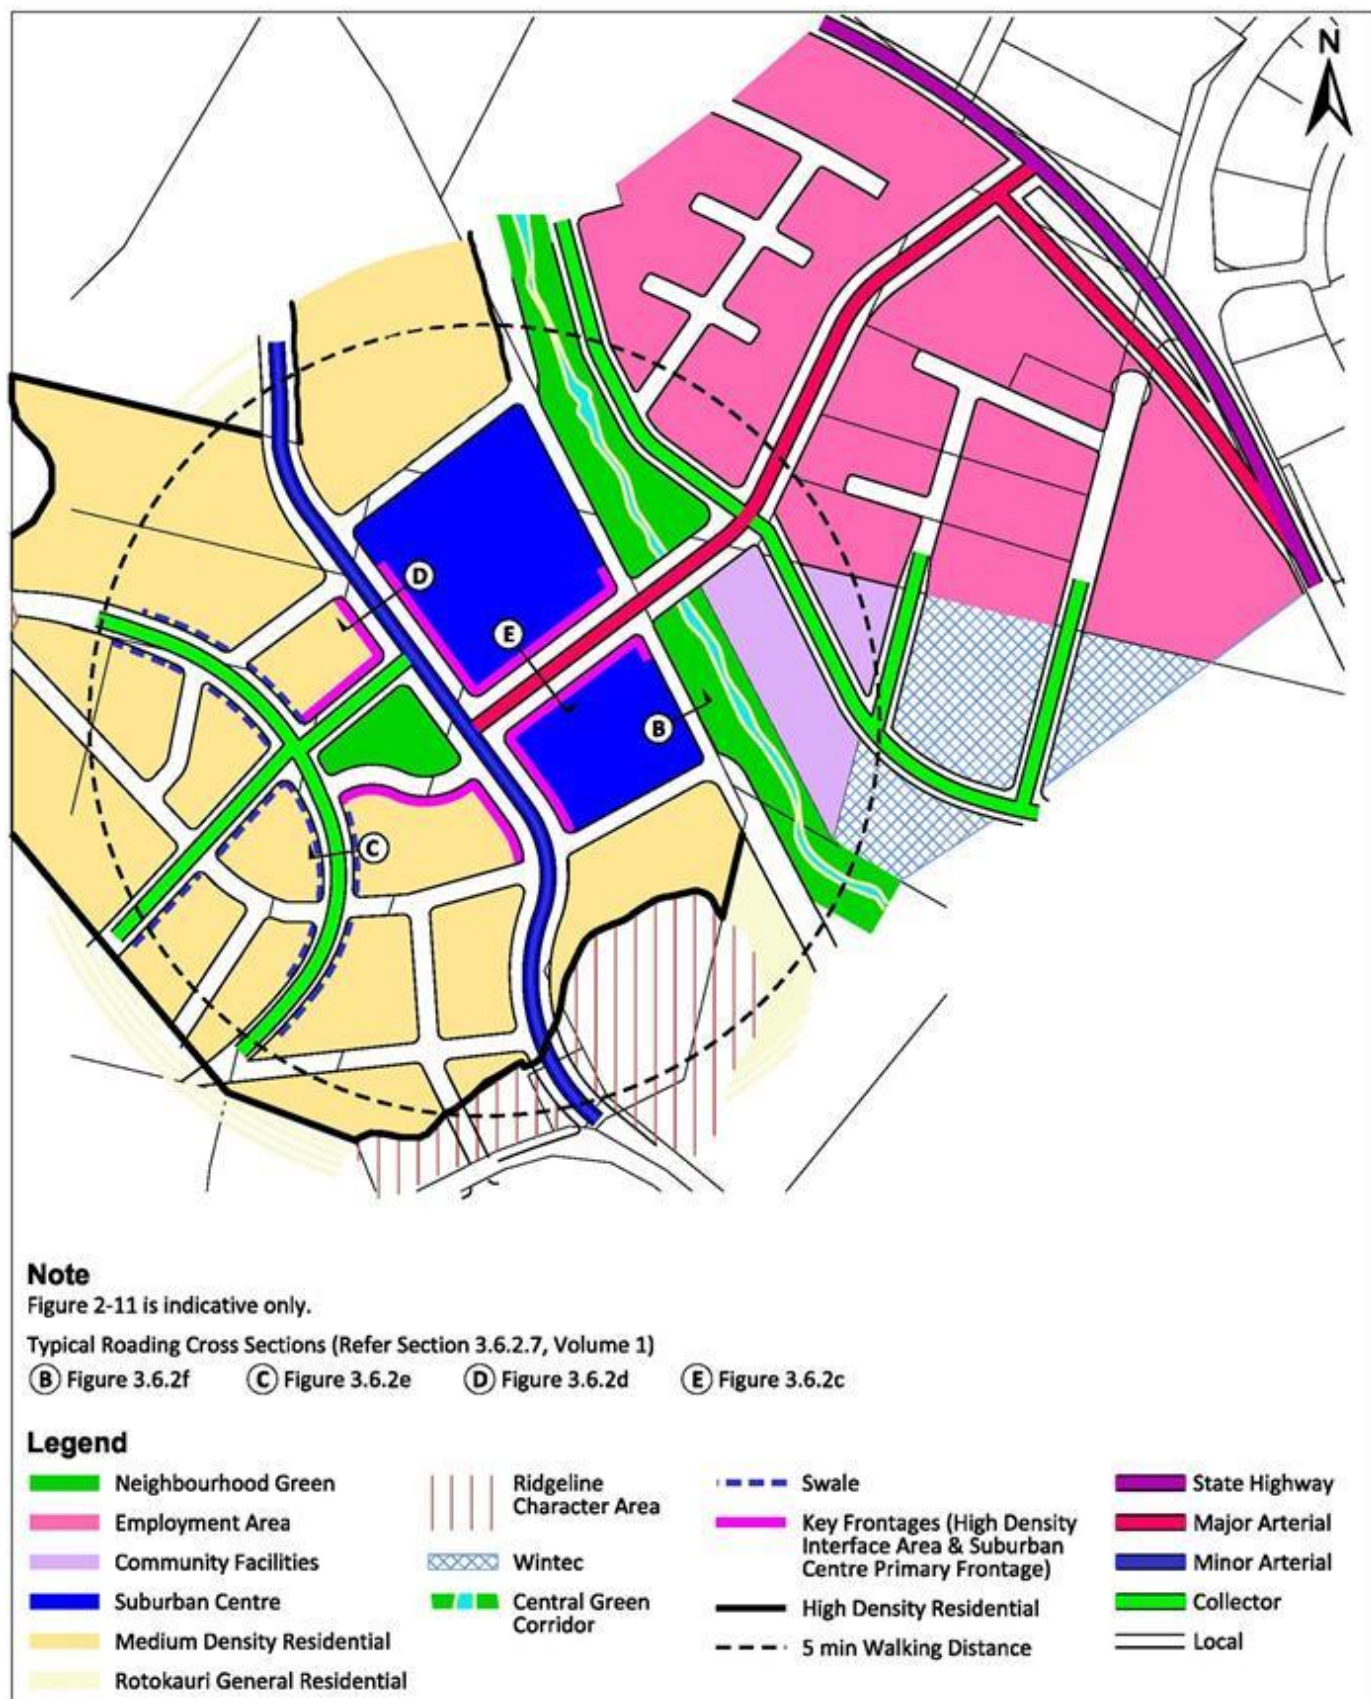 N
D
E
B
C
Note
Figure 2-11 is indicative only.
Typical Roading Cross Sections (Refer Section 3.6.2.7, Volume 1)
B Figure 3.6.2f C Figure 3.6.2e D Figure 3.6.2d E Figure 3.6.2c
Legend
Neighbourhood Green
Employment Area
Community Facilities
Suburban Centre
Medium Density Residential
Rotokauri General Residential
Ridgeline
Character Area
Wintec
Central Green
Corridor
Swale
Key Frontages (High Density
Interface Area & Suburban
Centre Primary Frontage)
High Density Residential
5 min Walking Distance
State Highway
Major Arterial
Minor Arterial
Collector
Local